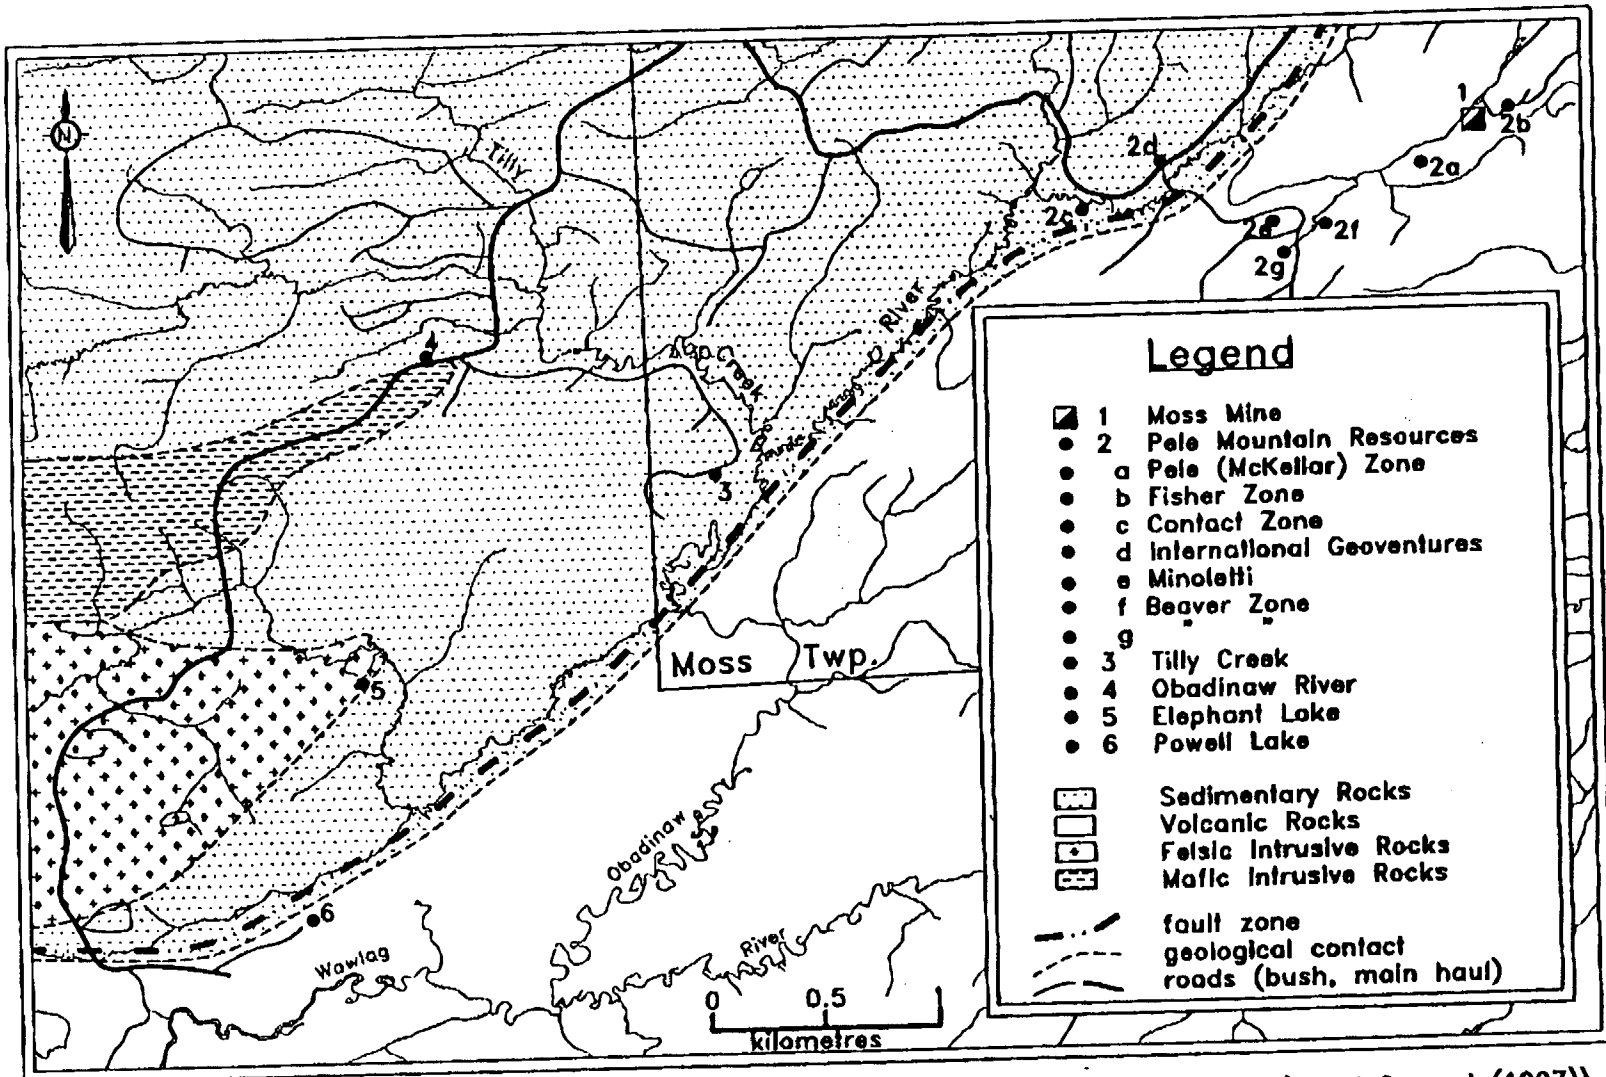 N
Tilly
Creek
River
1
2b
2a
2d
2c
2f
2g
4
3
5
6
Moss Twp.
Obadinaw
River
Wawiag
0 0.5
kilometres
Legend
1 Moss Mine
2 Pele Mountain Resources
a Pele (McKellar) Zone
b Fisher Zone
c Contact Zone
d International Geoventures
e Minoletti
f Beaver Zone
g " "
3 Tilly Creek
4 Obadinaw River
5 Elephant Lake
6 Powell Lake
Sedimentary Rocks
Volcanic Rocks
Felsic Intrusive Rocks
Mafic Intrusive Rocks
fault zone
geological contact
roads (bush, main haul)
(1997))